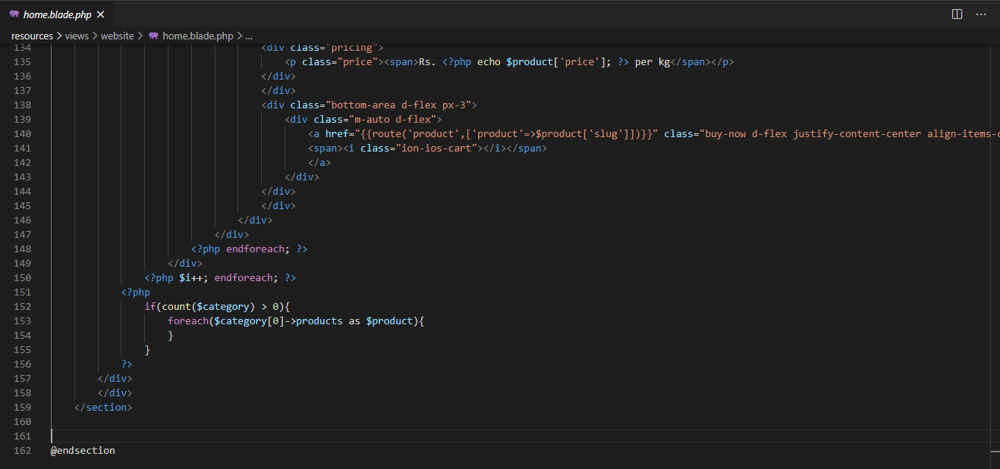 home.blade.php
resources > views > website > home.blade.php > ...
134 <div class="pricing">
135 <p class="price"><span>Rs. <?php echo $product['price']; ?> per kg</span></p>
136 </div>
137 </div>
138 <div class="bottom-area d-flex px-3">
139 <div class="m-auto d-flex">
140 <a href="{{route('product',['product'=>$product['slug']])}}" class="buy-now d-flex justify-content-center align-items-
141 <span><i class="ion-ios-cart"></i></span>
142 </a>
143 </div>
144 </div>
145 </div>
146 </div>
147 </div>
148 <?php endforeach; ?>
149 </div>
150 <?php $i++; endforeach; ?>
151 <?php
152 if(count($category) > 0){
153 foreach($category[0]->products as $product){
154 }
155 }
156 ?>
157 </div>
158 </div>
159 </section>
160
161
162 @endsection